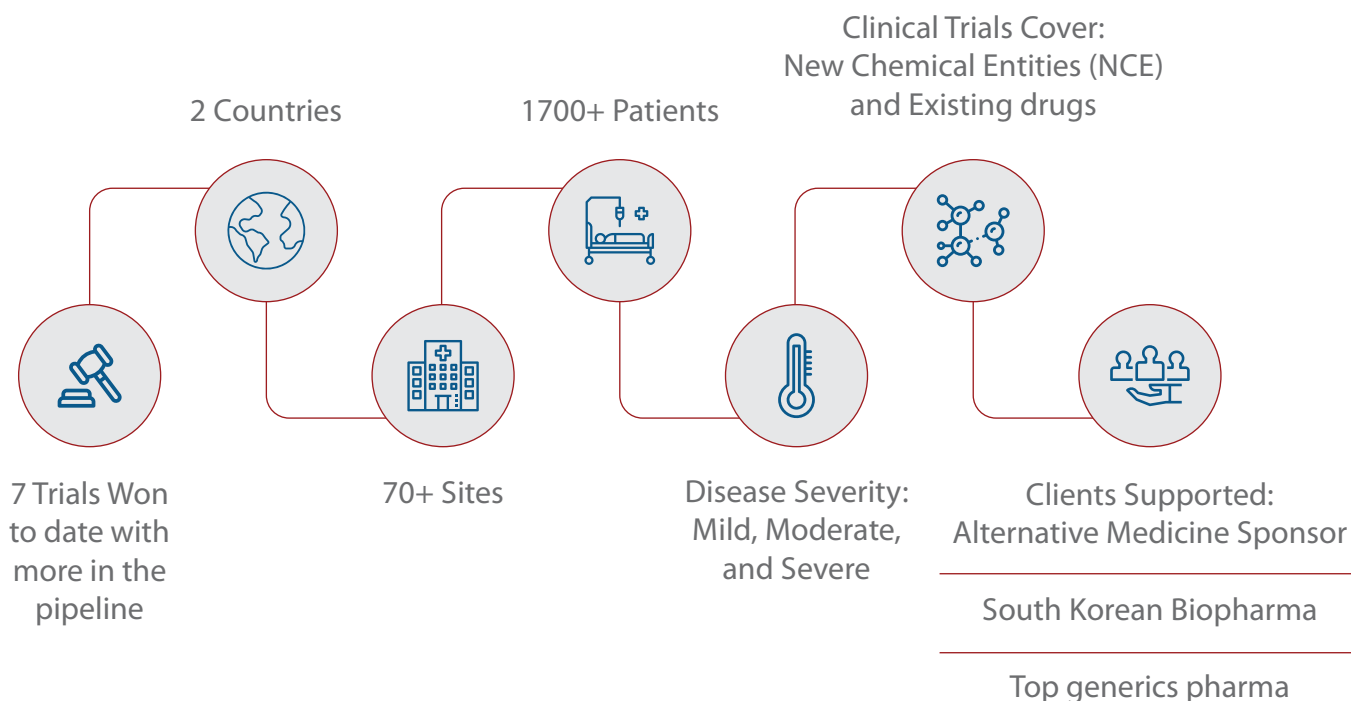 7 Trials Won
to date with
more in the
pipeline
2 Countries
70+ Sites
1700+ Patients
Disease Severity:
Mild, Moderate,
and Severe
Clinical Trials Cover:
New Chemical Entities (NCE)
and Existing drugs
Clients Supported:
Alternative Medicine Sponsor
South Korean Biopharma
Top generics pharma